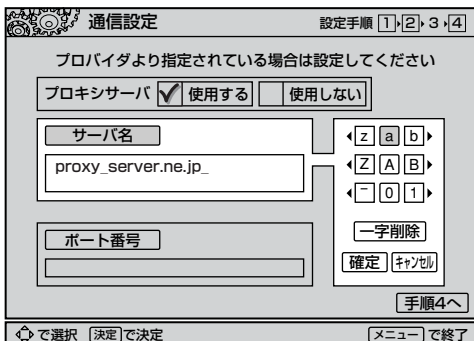 通信設定
設定手順 1 2 3 4
プロバイダより指定されている場合は設定してください
プロキシサーバ 使用する 使用しない
サーバ名
proxy_server.ne.jp_
z a b
Z A B
‾ 0 1
ポート番号
一字削除
確定 キャンセル
手順4へ
で選択 決定 で決定
メニュー で終了